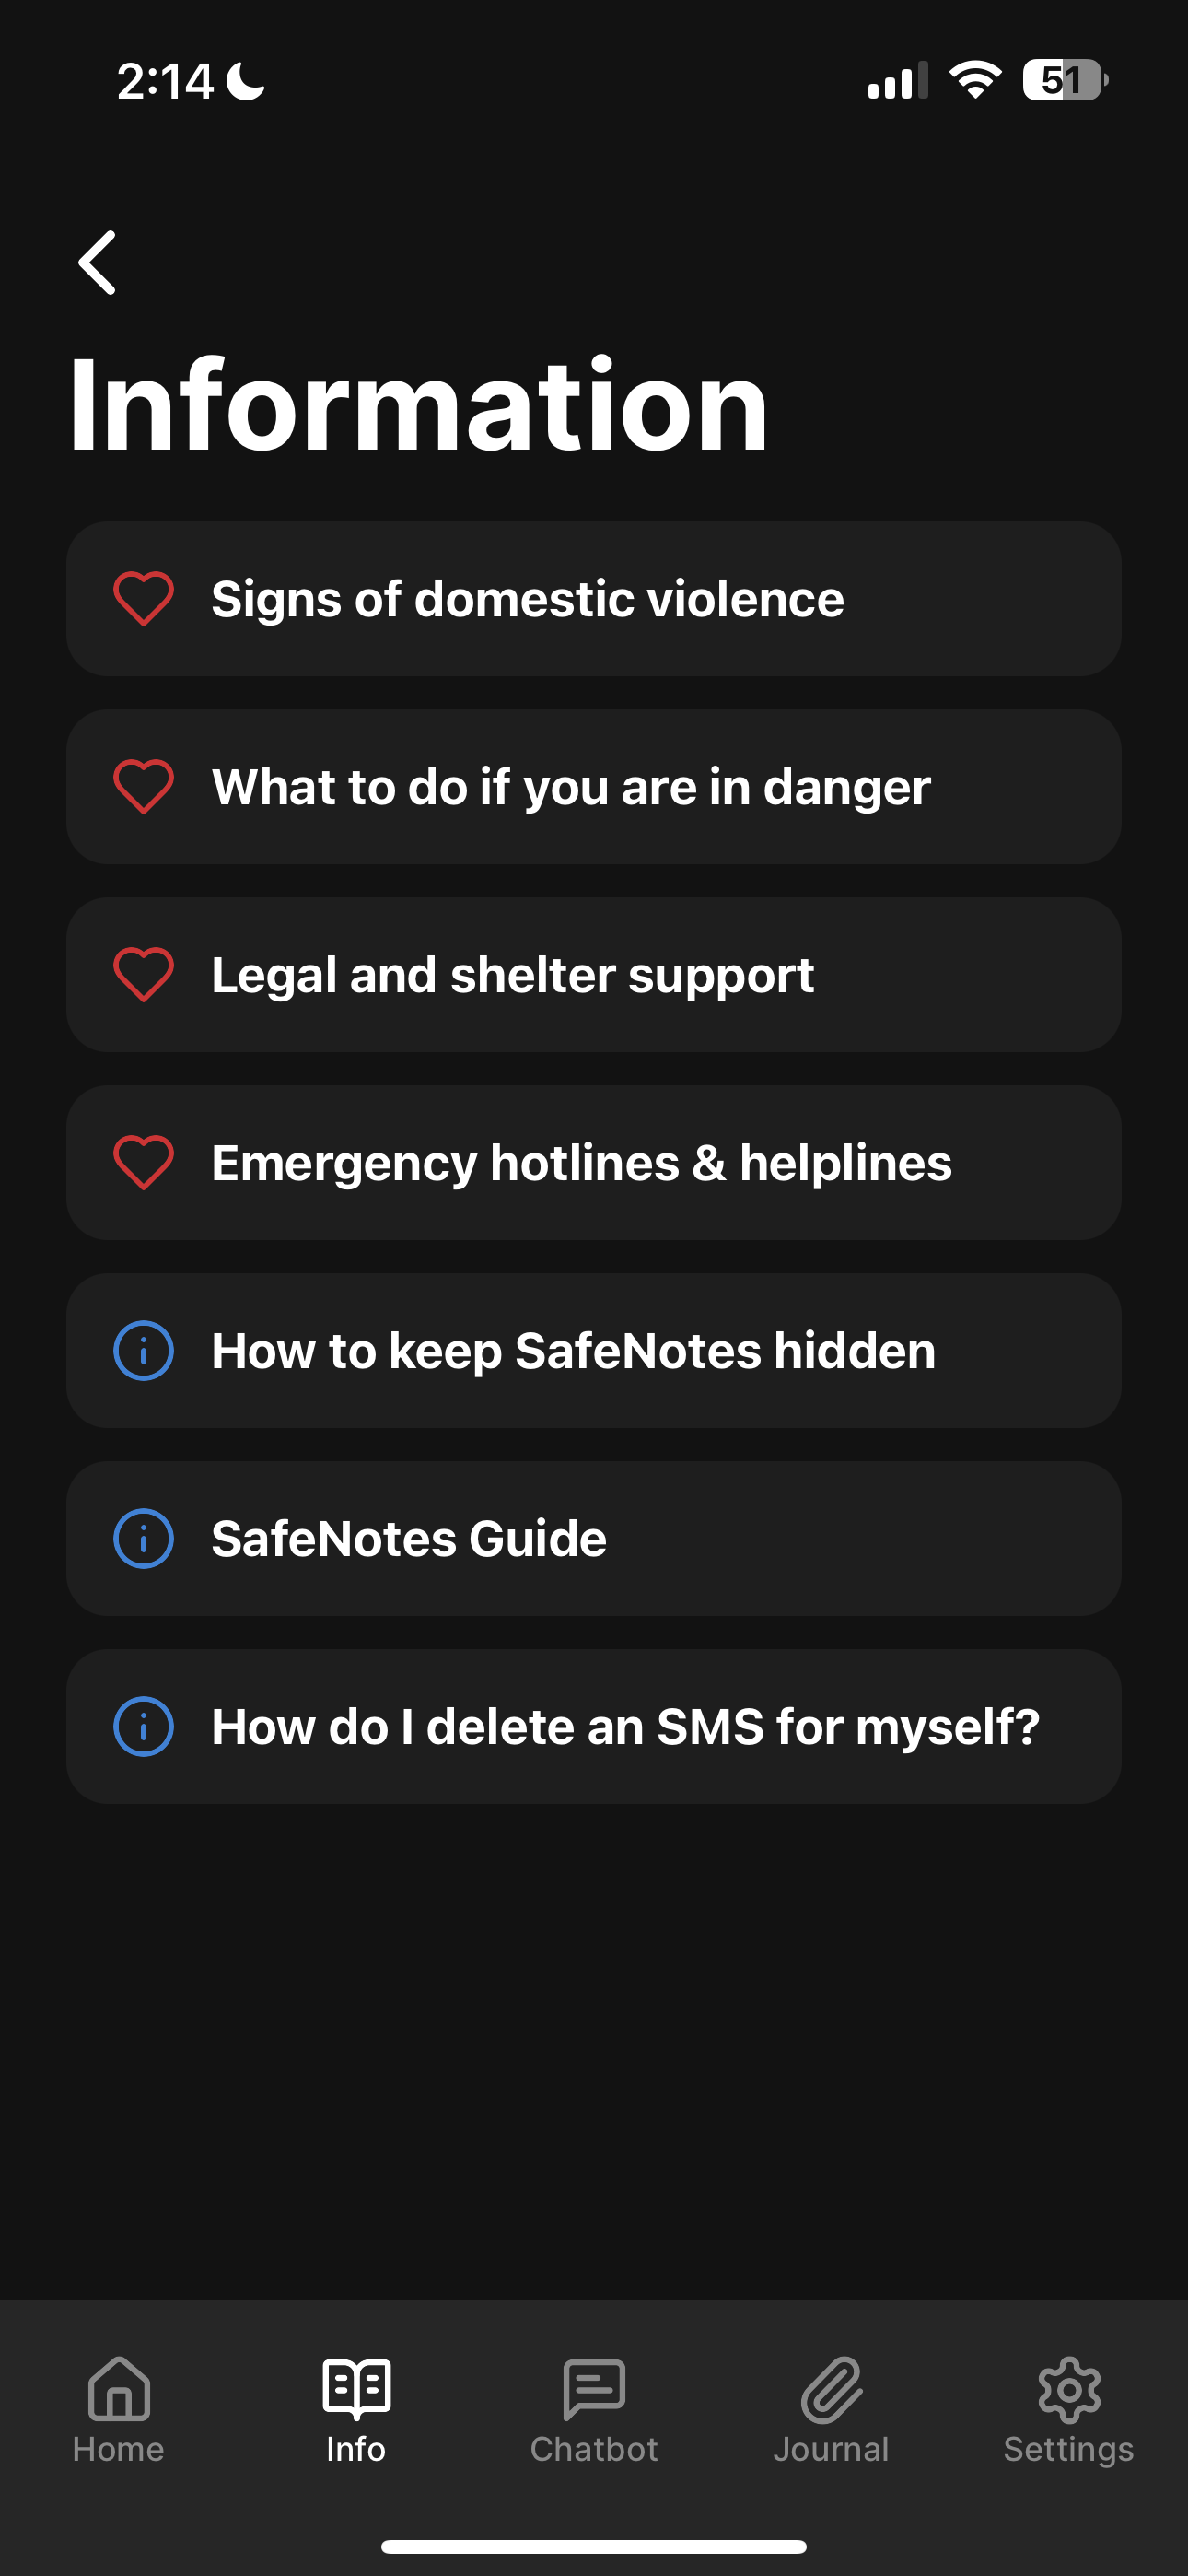 2:14
51
Information
Signs of domestic violence
What to do if you are in danger
Legal and shelter support
Emergency hotlines & helplines
How to keep SafeNotes hidden
SafeNotes Guide
How do I delete an SMS for myself?
Home
Info
Chatbot
Journal
Settings